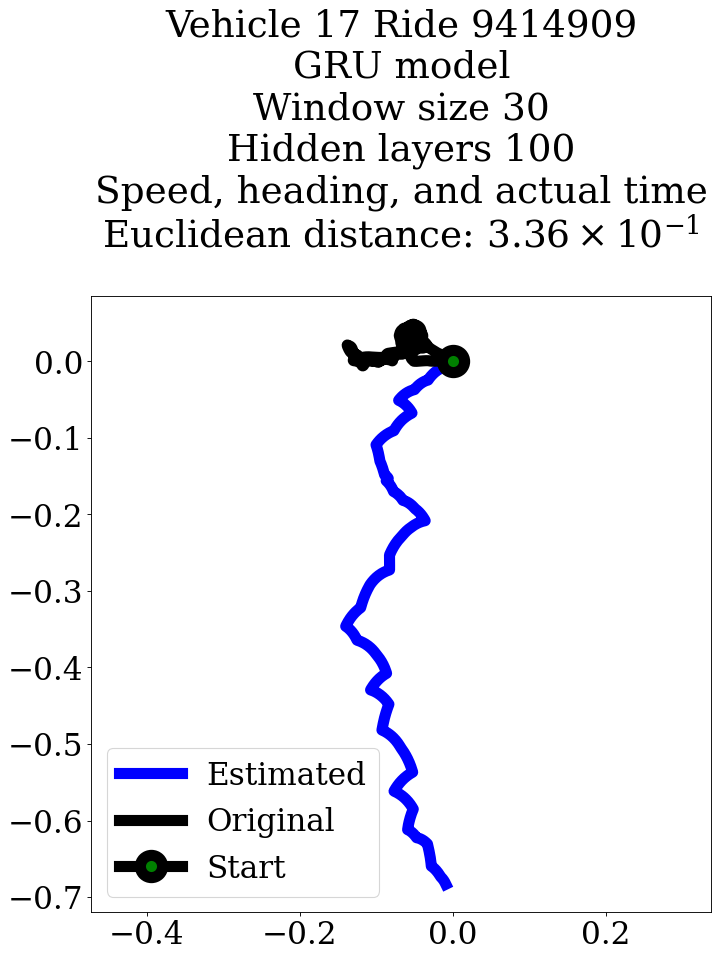 Vehicle 17 Ride 9414909
GRU model
Window size 30
Hidden layers 100
Speed, heading, and actual time
Euclidean distance: 3.36 × 10⁻¹
0.0
−0.1
−0.2
−0.3
−0.4
−0.5
−0.6
−0.7
Estimated
Original
Start
−0.4 −0.2 0.0 0.2